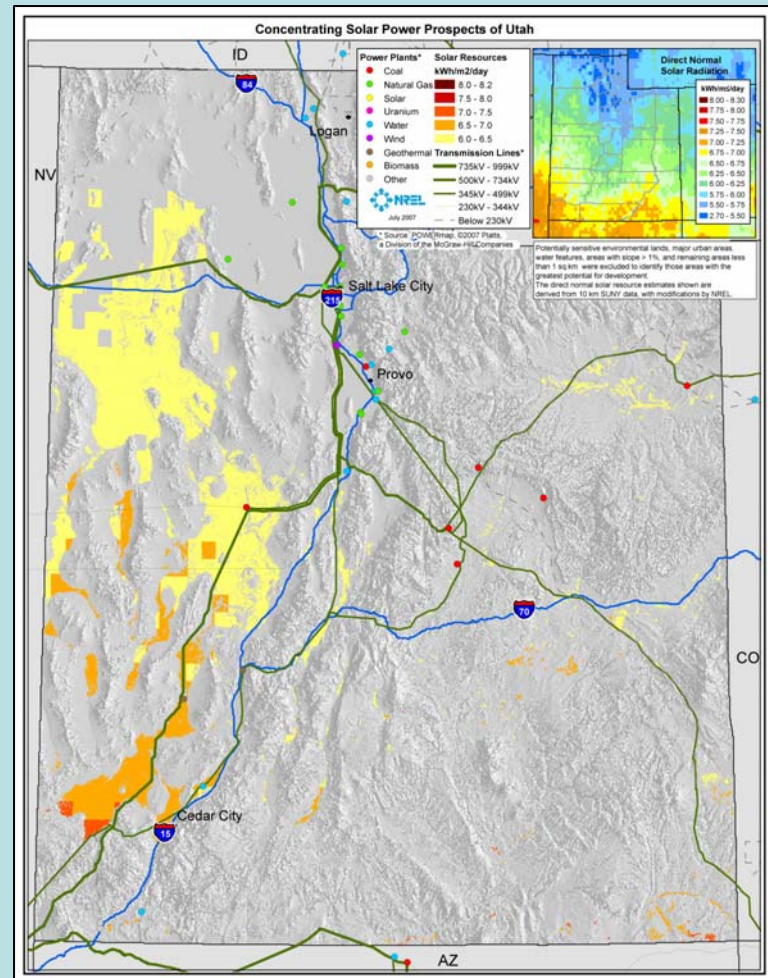 Concentrating Solar Power Prospects of Utah
ID
84
Logan
NV
Power Plants*
Coal
Natural Gas
Solar
Uranium
Water
Wind
Geothermal
Biomass
Other
Solar Resources
kWh/m2/day
8.0 - 8.2
7.5 - 8.0
7.0 - 7.5
6.5 - 7.0
6.0 - 6.5
Transmission Lines*
735kV - 999kV
500kV - 734kV
345kV - 499kV
230kV - 344kV
Below 230kV
NREL
July 2007
* Source: POWERmap, ©2007 Platts,
a Division of the McGraw-Hill Companies
Direct Normal
Solar Radiation
kWh/m2/day
8.00 - 8.30
7.75 - 8.00
7.50 - 7.75
7.25 - 7.50
7.00 - 7.25
6.75 - 7.00
6.50 - 6.75
6.25 - 6.50
6.00 - 6.25
5.75 - 6.00
5.50 - 5.75
2.70 - 5.50
Potentially sensitive environmental lands, major urban areas,
water features, areas with slope > 1%, and remaining areas less
than 1 sq km were excluded to identify those areas with the
greatest potential for development.
The direct normal solar resource estimates shown are
derived from 10 km SUNY data, with modifications by NREL.
Salt Lake City
215
Provo
70
CO
Cedar City
15
AZ